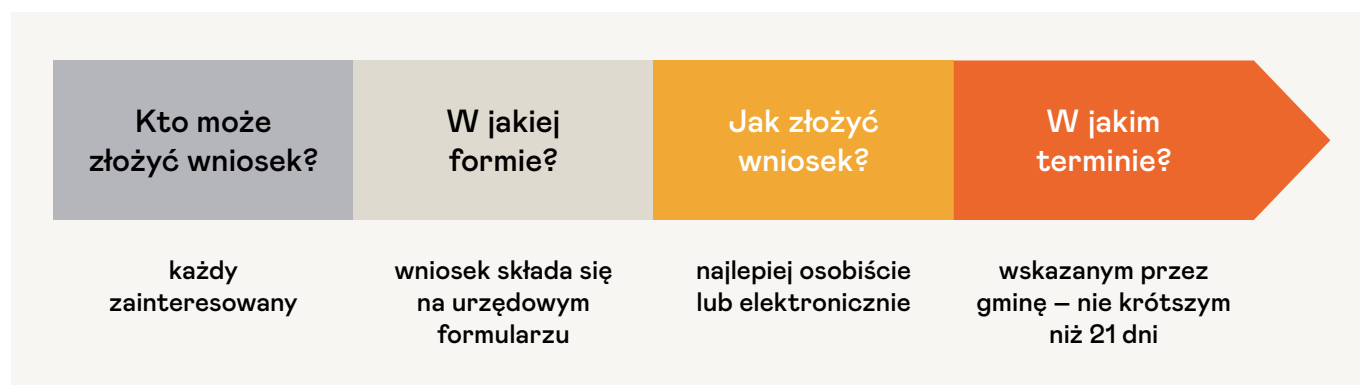 Kto może
złożyć wniosek?
każdy
zainteresowany
W jakiej
formie?
wniosek składa się
na urzędowym
formularzu
Jak złożyć
wniosek?
najlepiej osobiście
lub elektronicznie
W jakim
terminie?
wskazanym przez
gminę – nie krótszym
niż 21 dni